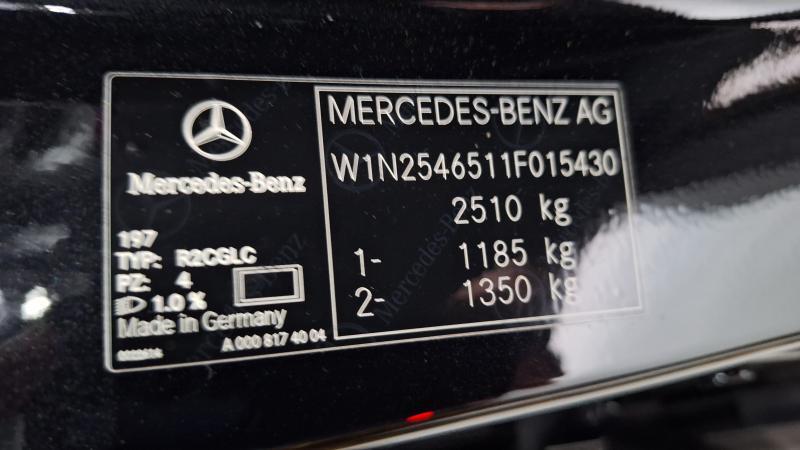 Mercedes-Benz
197
TYP: R2CGLC
PZ: 4
1.0 %
Made in Germany
A 000 817 40 04
MERCEDES-BENZ AG
W1N2546511F015430
2510 kg
1- 1185 kg
2- 1350 kg